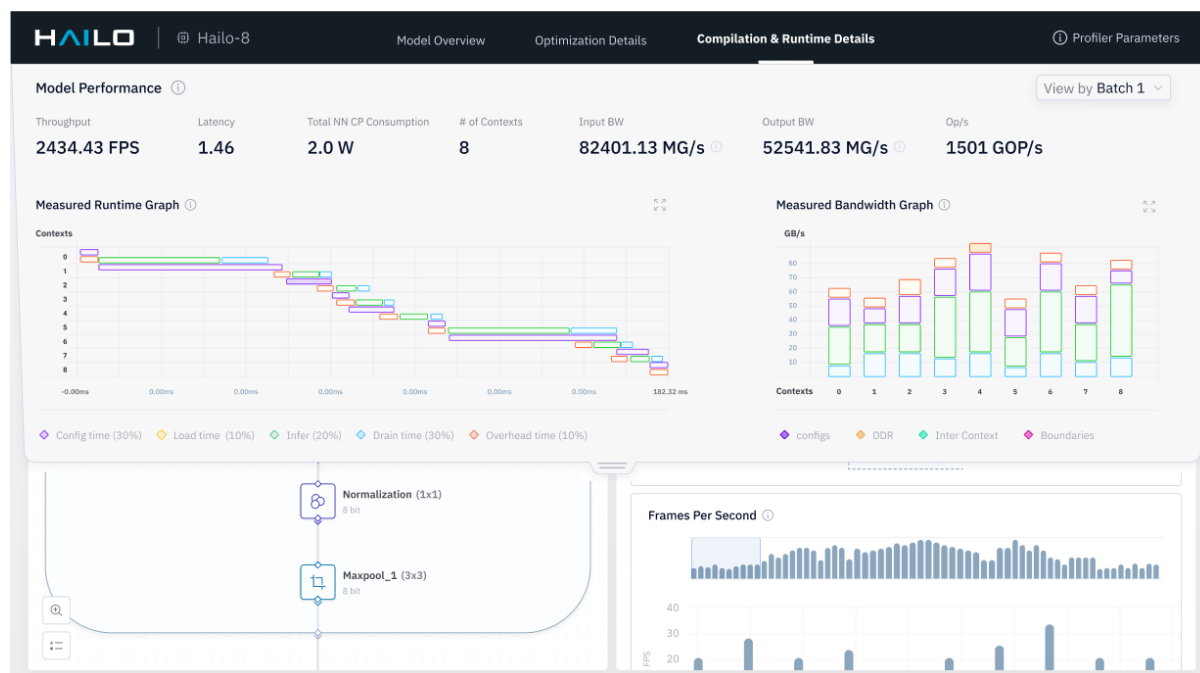 HAILO
Hailo-8
Model Overview
Optimization Details
Compilation & Runtime Details
Profiler Parameters
Model Performance
View by Batch 1
Throughput
Latency
Total NN CP Consumption
# of Contexts
Input BW
Output BW
Op/s
2434.43 FPS
1.46
2.0 W
8
82401.13 MG/s
52541.83 MG/s
1501 GOP/s
Measured Runtime Graph
Contexts
0
1
2
3
4
5
6
7
8
-0.00ms
0.00ms
0.00ms
0.00ms
0.00ms
0.00ms
0.00ms
182.32 ms
Config time (30%)
Load time (10%)
Infer (20%)
Drain time (30%)
Overhead time (10%)
Measured Bandwidth Graph
GB/s
80
70
60
50
40
30
20
10
Contexts
0
1
2
3
4
5
6
7
8
configs
DDR
Inter Context
Boundaries
Normalization (1x1)
8 bit
Maxpool_1 (3x3)
8 bit
Frames Per Second
40
30
20
FPS